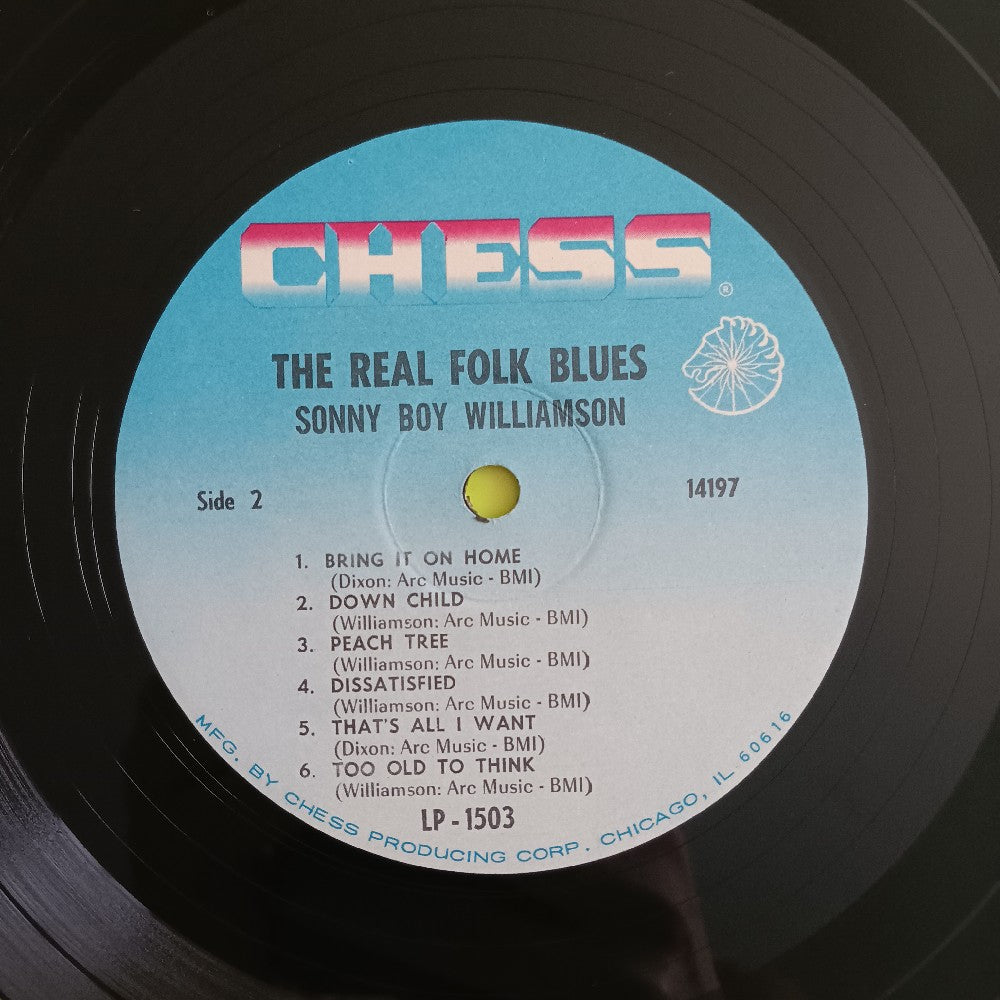 CHESS
®
THE REAL FOLK BLUES
SONNY BOY WILLIAMSON
Side 2
14197
1. BRING IT ON HOME
(Dixon: Arc Music - BMI)
2. DOWN CHILD
(Williamson: Arc Music - BMI)
3. PEACH TREE
(Williamson: Arc Music - BMI)
4. DISSATISFIED
(Williamson: Arc Music - BMI)
5. THAT'S ALL I WANT
(Dixon: Arc Music - BMI)
6. TOO OLD TO THINK
(Williamson: Arc Music - BMI)
LP - 1503
MFG. BY CHESS PRODUCING CORP. CHICAGO, IL 60616